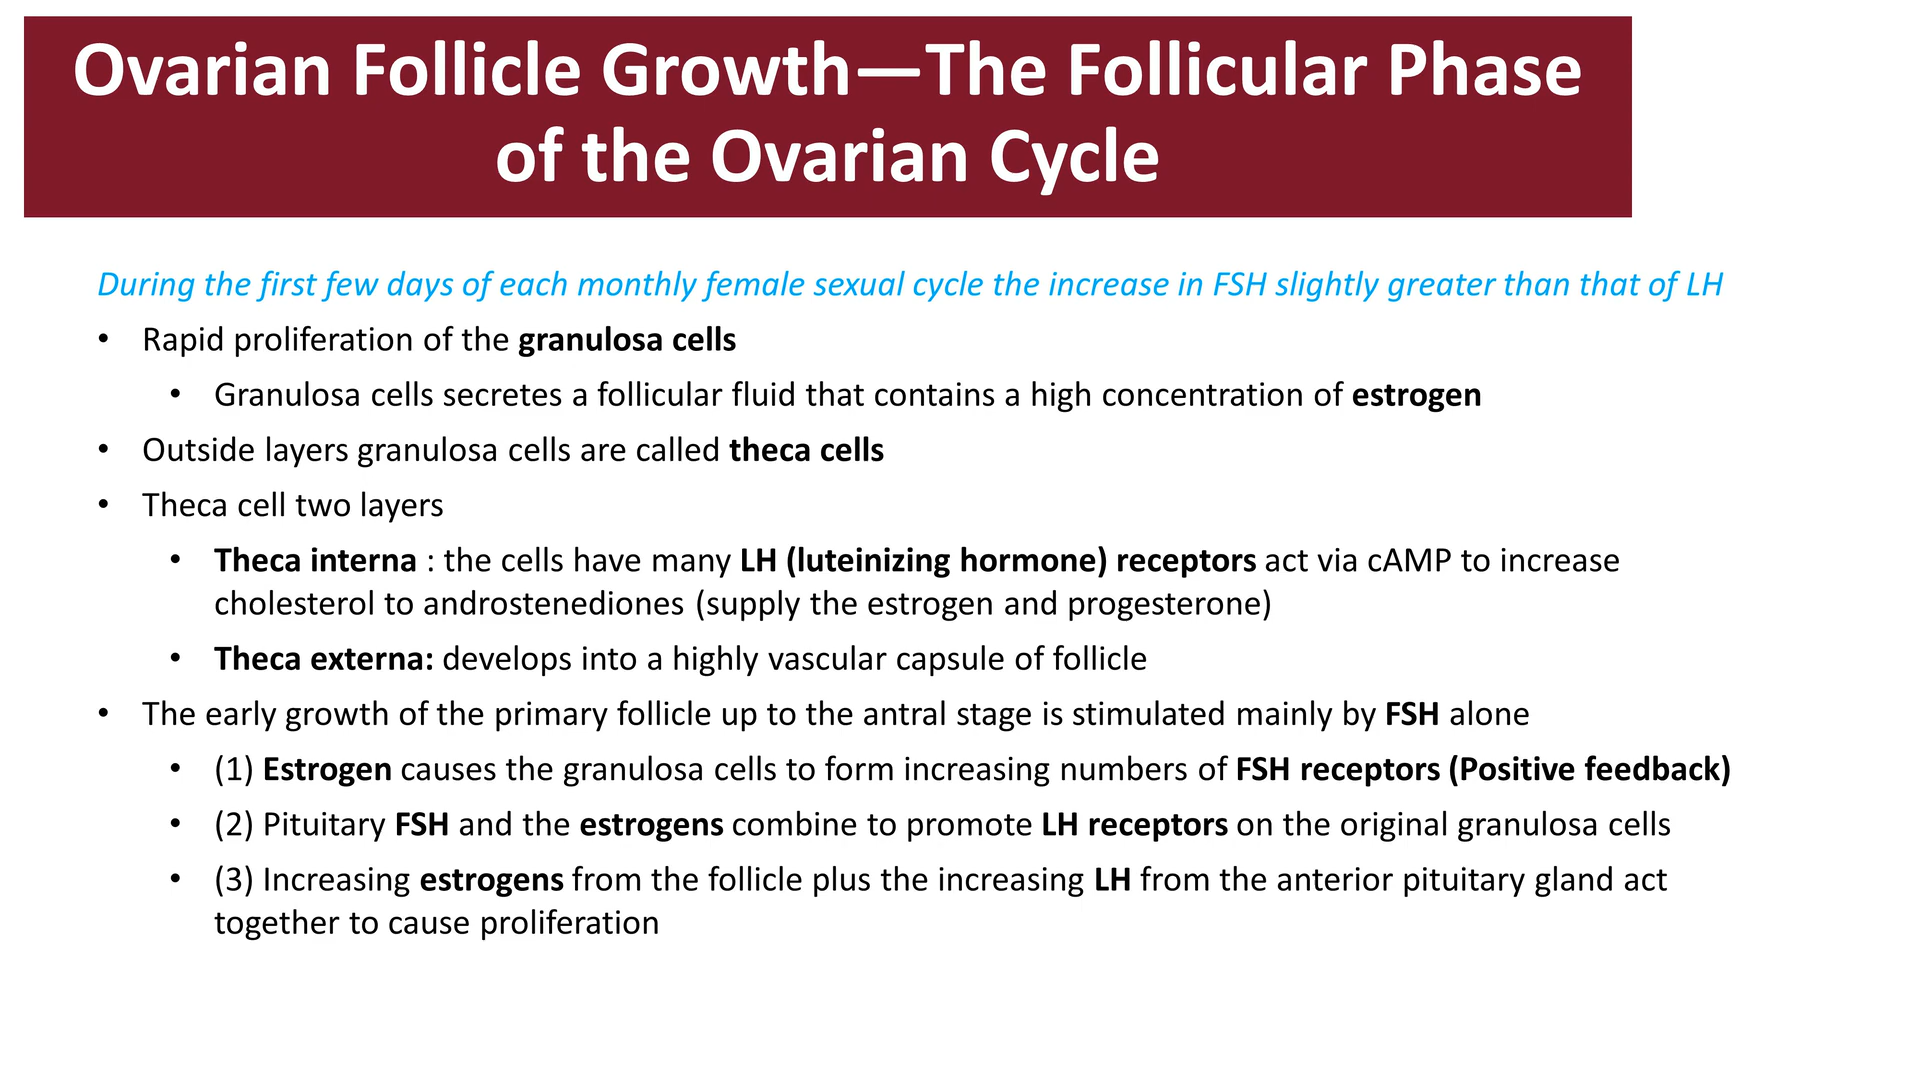 Ovarian Follicle Growth—The Follicular Phase
of the Ovarian Cycle
During the first few days of each monthly female sexual cycle the increase in FSH slightly greater than that of LH
• Rapid proliferation of the granulosa cells
• Granulosa cells secretes a follicular fluid that contains a high concentration of estrogen
• Outside layers granulosa cells are called theca cells
• Theca cell two layers
• Theca interna : the cells have many LH (luteinizing hormone) receptors act via cAMP to increase
cholesterol to androstenediones (supply the estrogen and progesterone)
• Theca externa: develops into a highly vascular capsule of follicle
• The early growth of the primary follicle up to the antral stage is stimulated mainly by FSH alone
• (1) Estrogen causes the granulosa cells to form increasing numbers of FSH receptors (Positive feedback)
• (2) Pituitary FSH and the estrogens combine to promote LH receptors on the original granulosa cells
• (3) Increasing estrogens from the follicle plus the increasing LH from the anterior pituitary gland act
together to cause proliferation